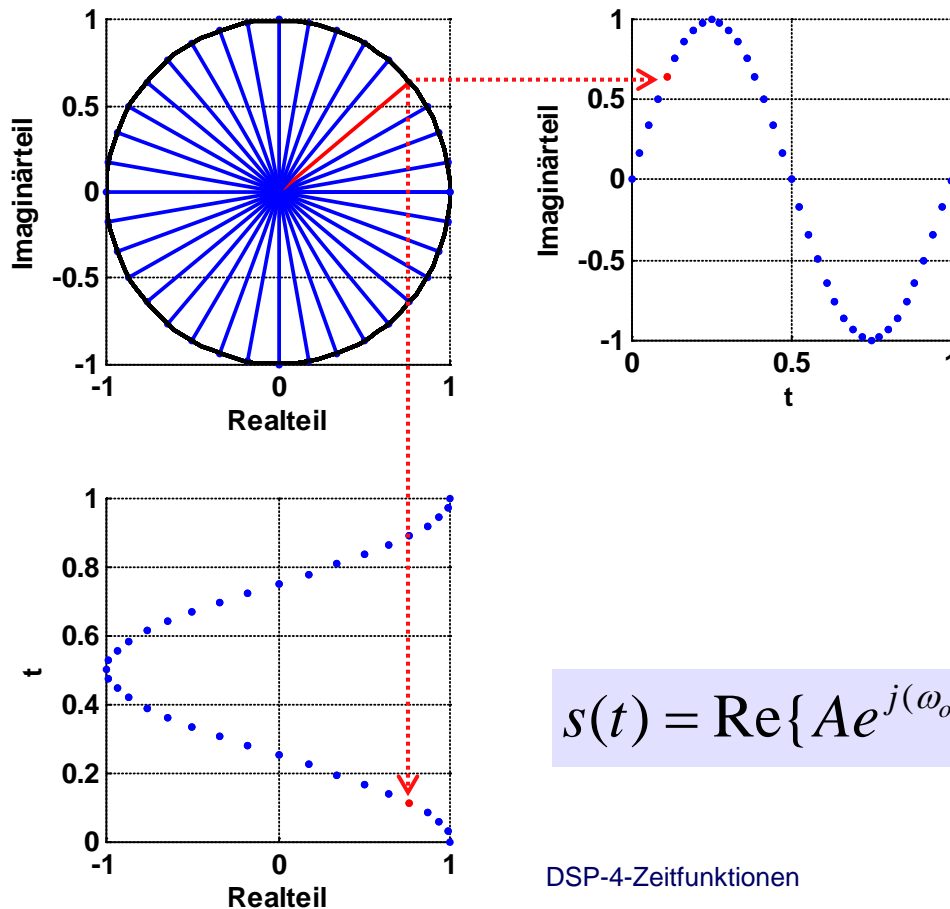 1
0.5
0
-0.5
-1
Imaginärteil
-1 0 1
Realteil
1
0.5
0
-0.5
-1
Imaginärteil
0 0.5 1
t
1
0.8
0.6
0.4
0.2
0
t
-1 0 1
Realteil
s(t) = Re{Ae^{j(ω_o
DSP-4-Zeitfunktionen